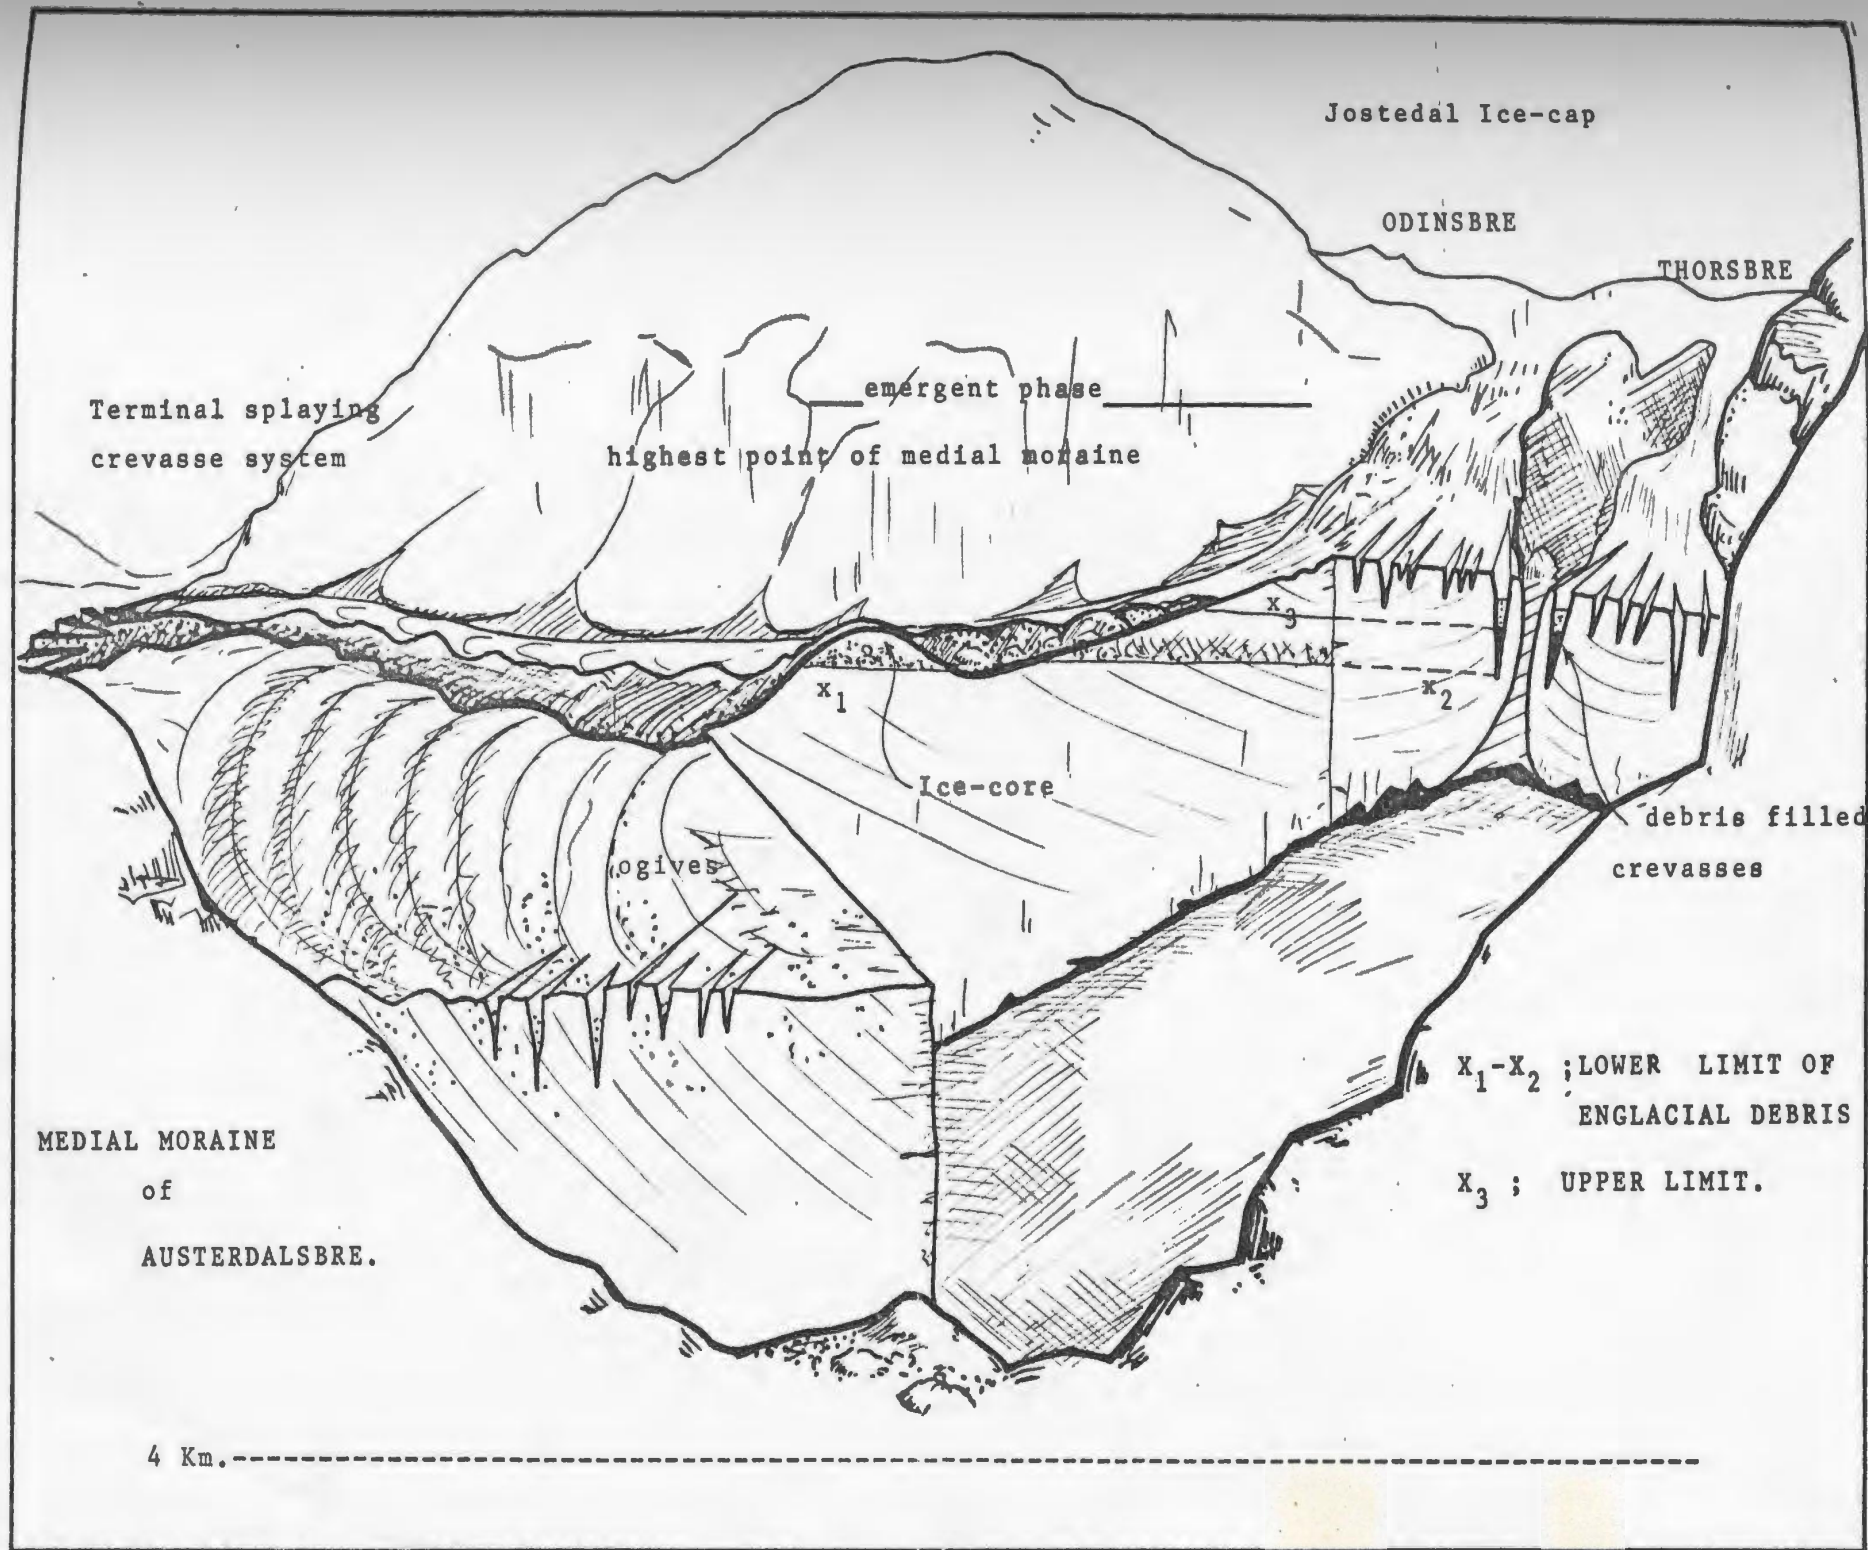 Jostedal Ice-cap
ODINSBRE
THORSBRE
emergent phase
Terminal splaying
crevasse system
highest point of medial moraine
x3
x1
x2
Ice-core
debris filled
crevasses
ogives
X1-X2 ; LOWER LIMIT OF
ENGLACIAL DEBRIS
X3 ; UPPER LIMIT.
MEDIAL MORAINE
of
AUSTERDALSBRE.
4 Km.